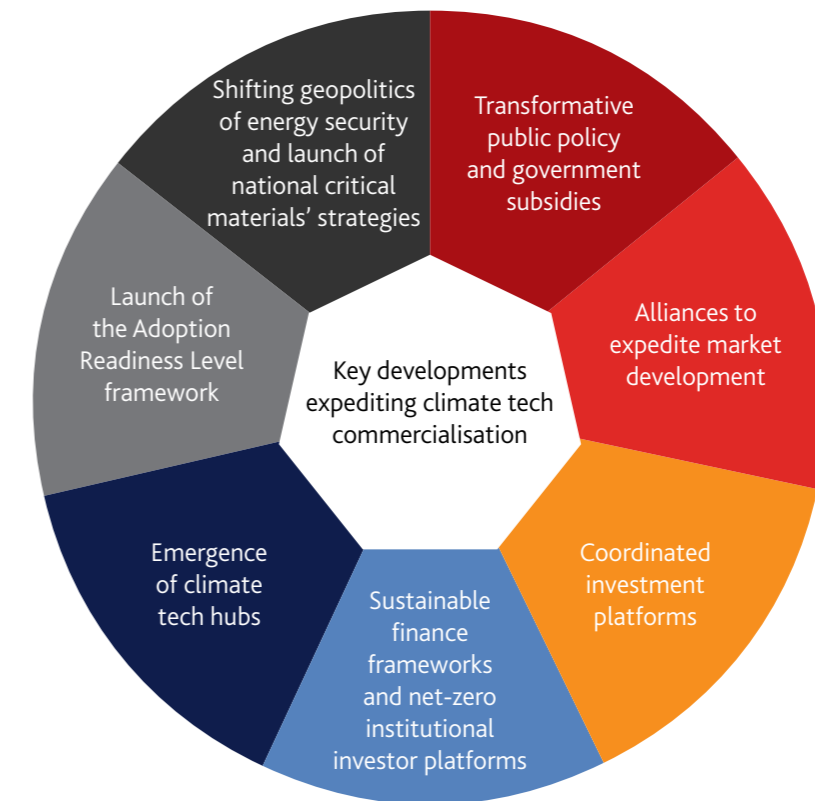 Shifting geopolitics
of energy security
and launch of
national critical
materials’ strategies
Transformative
public policy
and government
subsidies
Alliances to
expedite market
development
Coordinated
investment
platforms
Sustainable
finance
frameworks
and net-zero
institutional
investor platforms
Emergence
of climate
tech hubs
Launch of
the Adoption
Readiness Level
framework
Key developments
expediting climate tech
commercialisation